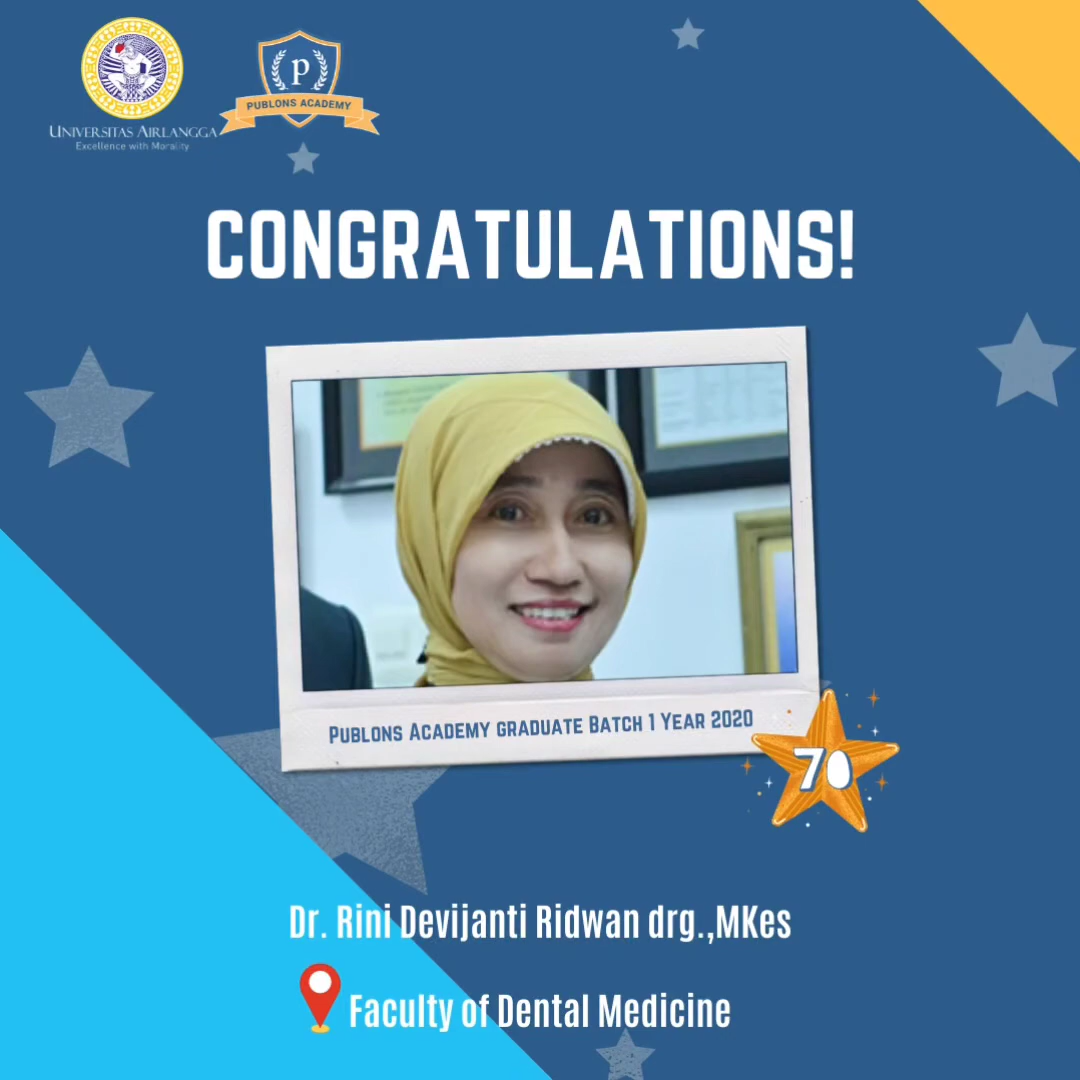 UNIVERSITAS AIRLANGGA
Excellence with Morality
p
PUBLONS ACADEMY
CONGRATULATIONS!
PUBLONS ACADEMY GRADUATE BATCH 1 YEAR 2020
70
Dr. Rini Devijanti Ridwan drg.,MKes
Faculty of Dental Medicine